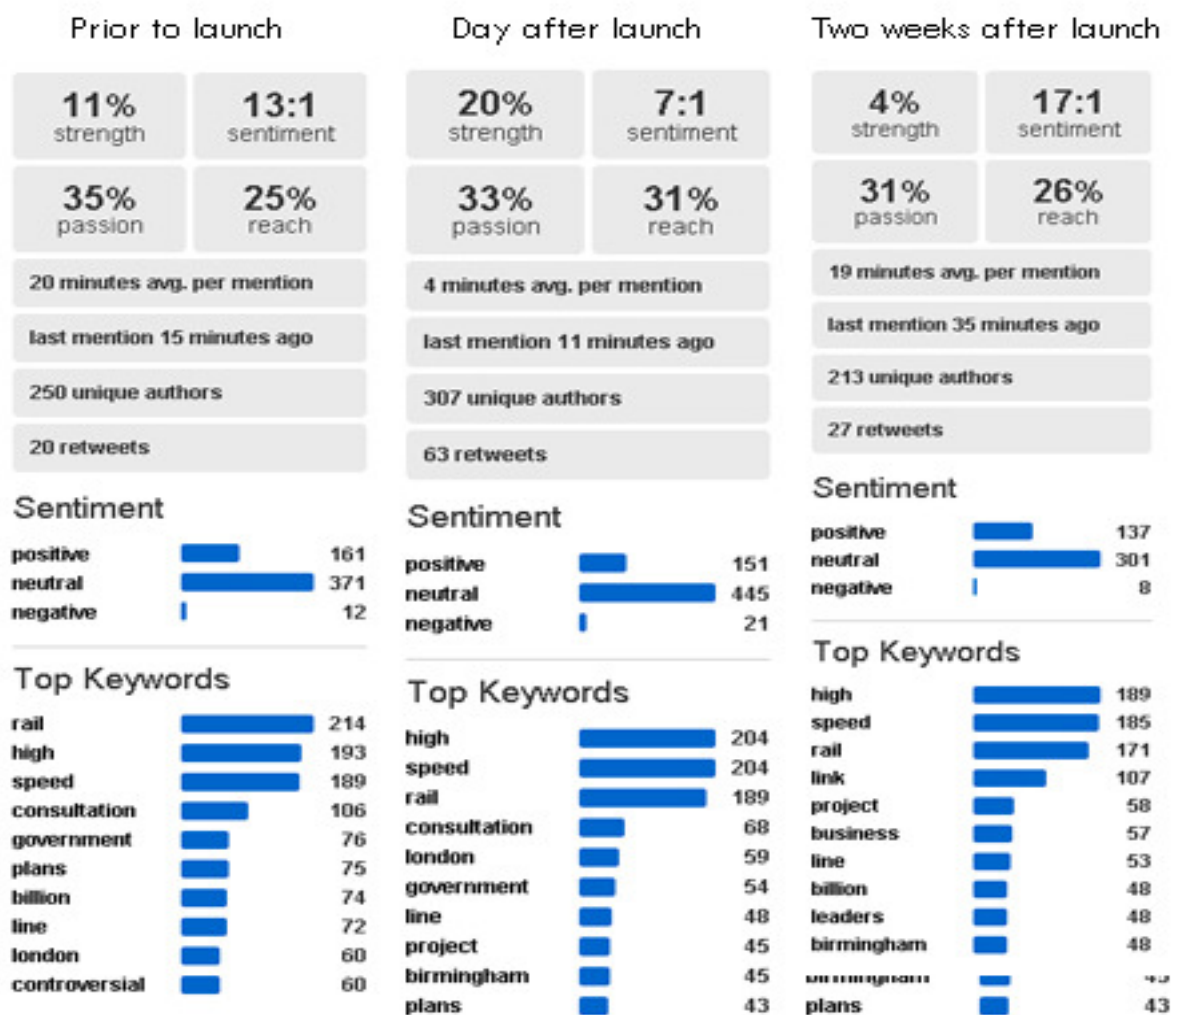 Prior to launch
11% 13:1
strength sentiment
35% 25%
passion reach
20 minutes avg. per mention
last mention 15 minutes ago
250 unique authors
20 retweets
Sentiment
positive 161
neutral 371
negative 12
Top Keywords
rail 214
high 193
speed 189
consultation 106
government 76
plans 75
billion 74
line 72
london 60
controversial 60
Day after launch
20% 7:1
strength sentiment
33% 31%
passion reach
4 minutes avg. per mention
last mention 11 minutes ago
307 unique authors
63 retweets
Sentiment
positive 151
neutral 445
negative 21
Top Keywords
high 204
speed 204
rail 189
consultation 68
london 59
government 54
line 48
project 45
birmingham 45
plans 43
Two weeks after launch
4% 17:1
strength sentiment
31% 26%
passion reach
19 minutes avg. per mention
last mention 35 minutes ago
213 unique authors
27 retweets
Sentiment
positive 137
neutral 301
negative 8
Top Keywords
high 189
speed 185
rail 171
link 107
project 58
business 57
line 53
billion 48
leaders 48
birmingham 48
birmingham 45
plans 43